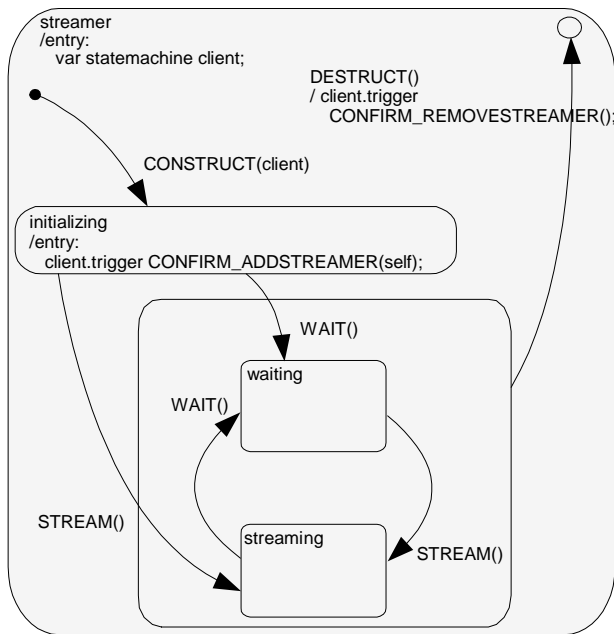 streamer
/entry:
var statemachine client;
DESTRUCT()
/ client.trigger
CONFIRM_REMOVESTREAMER();
CONSTRUCT(client)
initializing
/entry:
client.trigger CONFIRM_ADDSTREAMER(self);
WAIT()
waiting
WAIT()
STREAM()
streaming
STREAM()